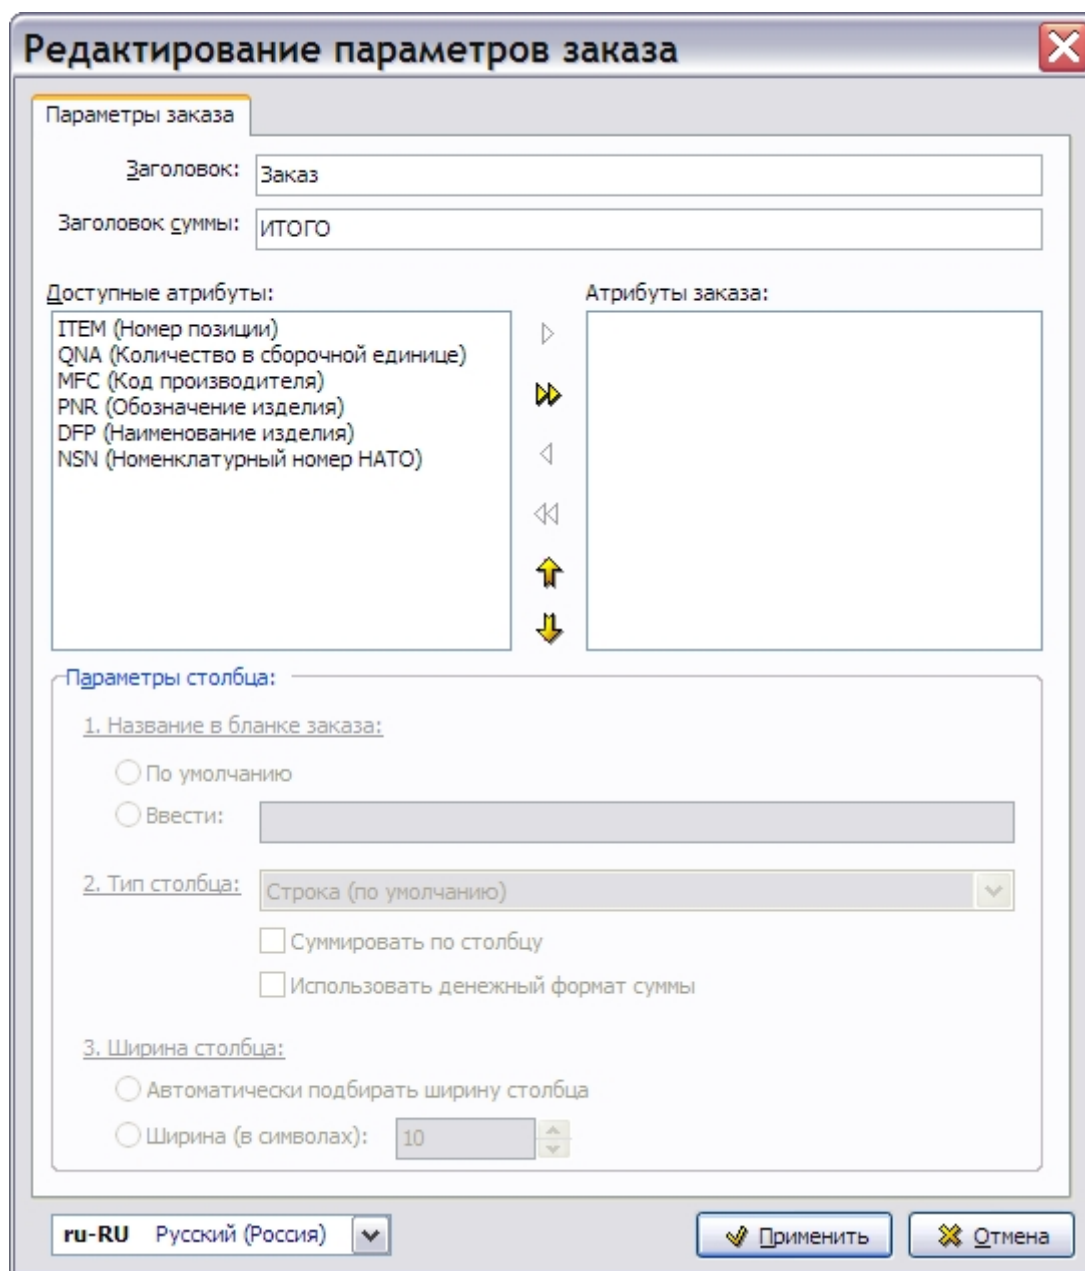 Редактирование параметров заказа
Параметры заказа
Заголовок: Заказ
Заголовок суммы: ИТОГО
Доступные атрибуты:
ITEM (Номер позиции)
QNA (Количество в сборочной единице)
MFC (Код производителя)
PNR (Обозначение изделия)
DFP (Наименование изделия)
NSN (Номенклатурный номер НАТО)
Атрибуты заказа:
Параметры столбца:
1. Название в бланке заказа:
По умолчанию
Ввести:
2. Тип столбца: Строка (по умолчанию)
Суммировать по столбцу
Использовать денежный формат суммы
3. Ширина столбца:
Автоматически подбирать ширину столбца
Ширина (в символах): 10
ru-RU Русский (Россия) Применить Отмена